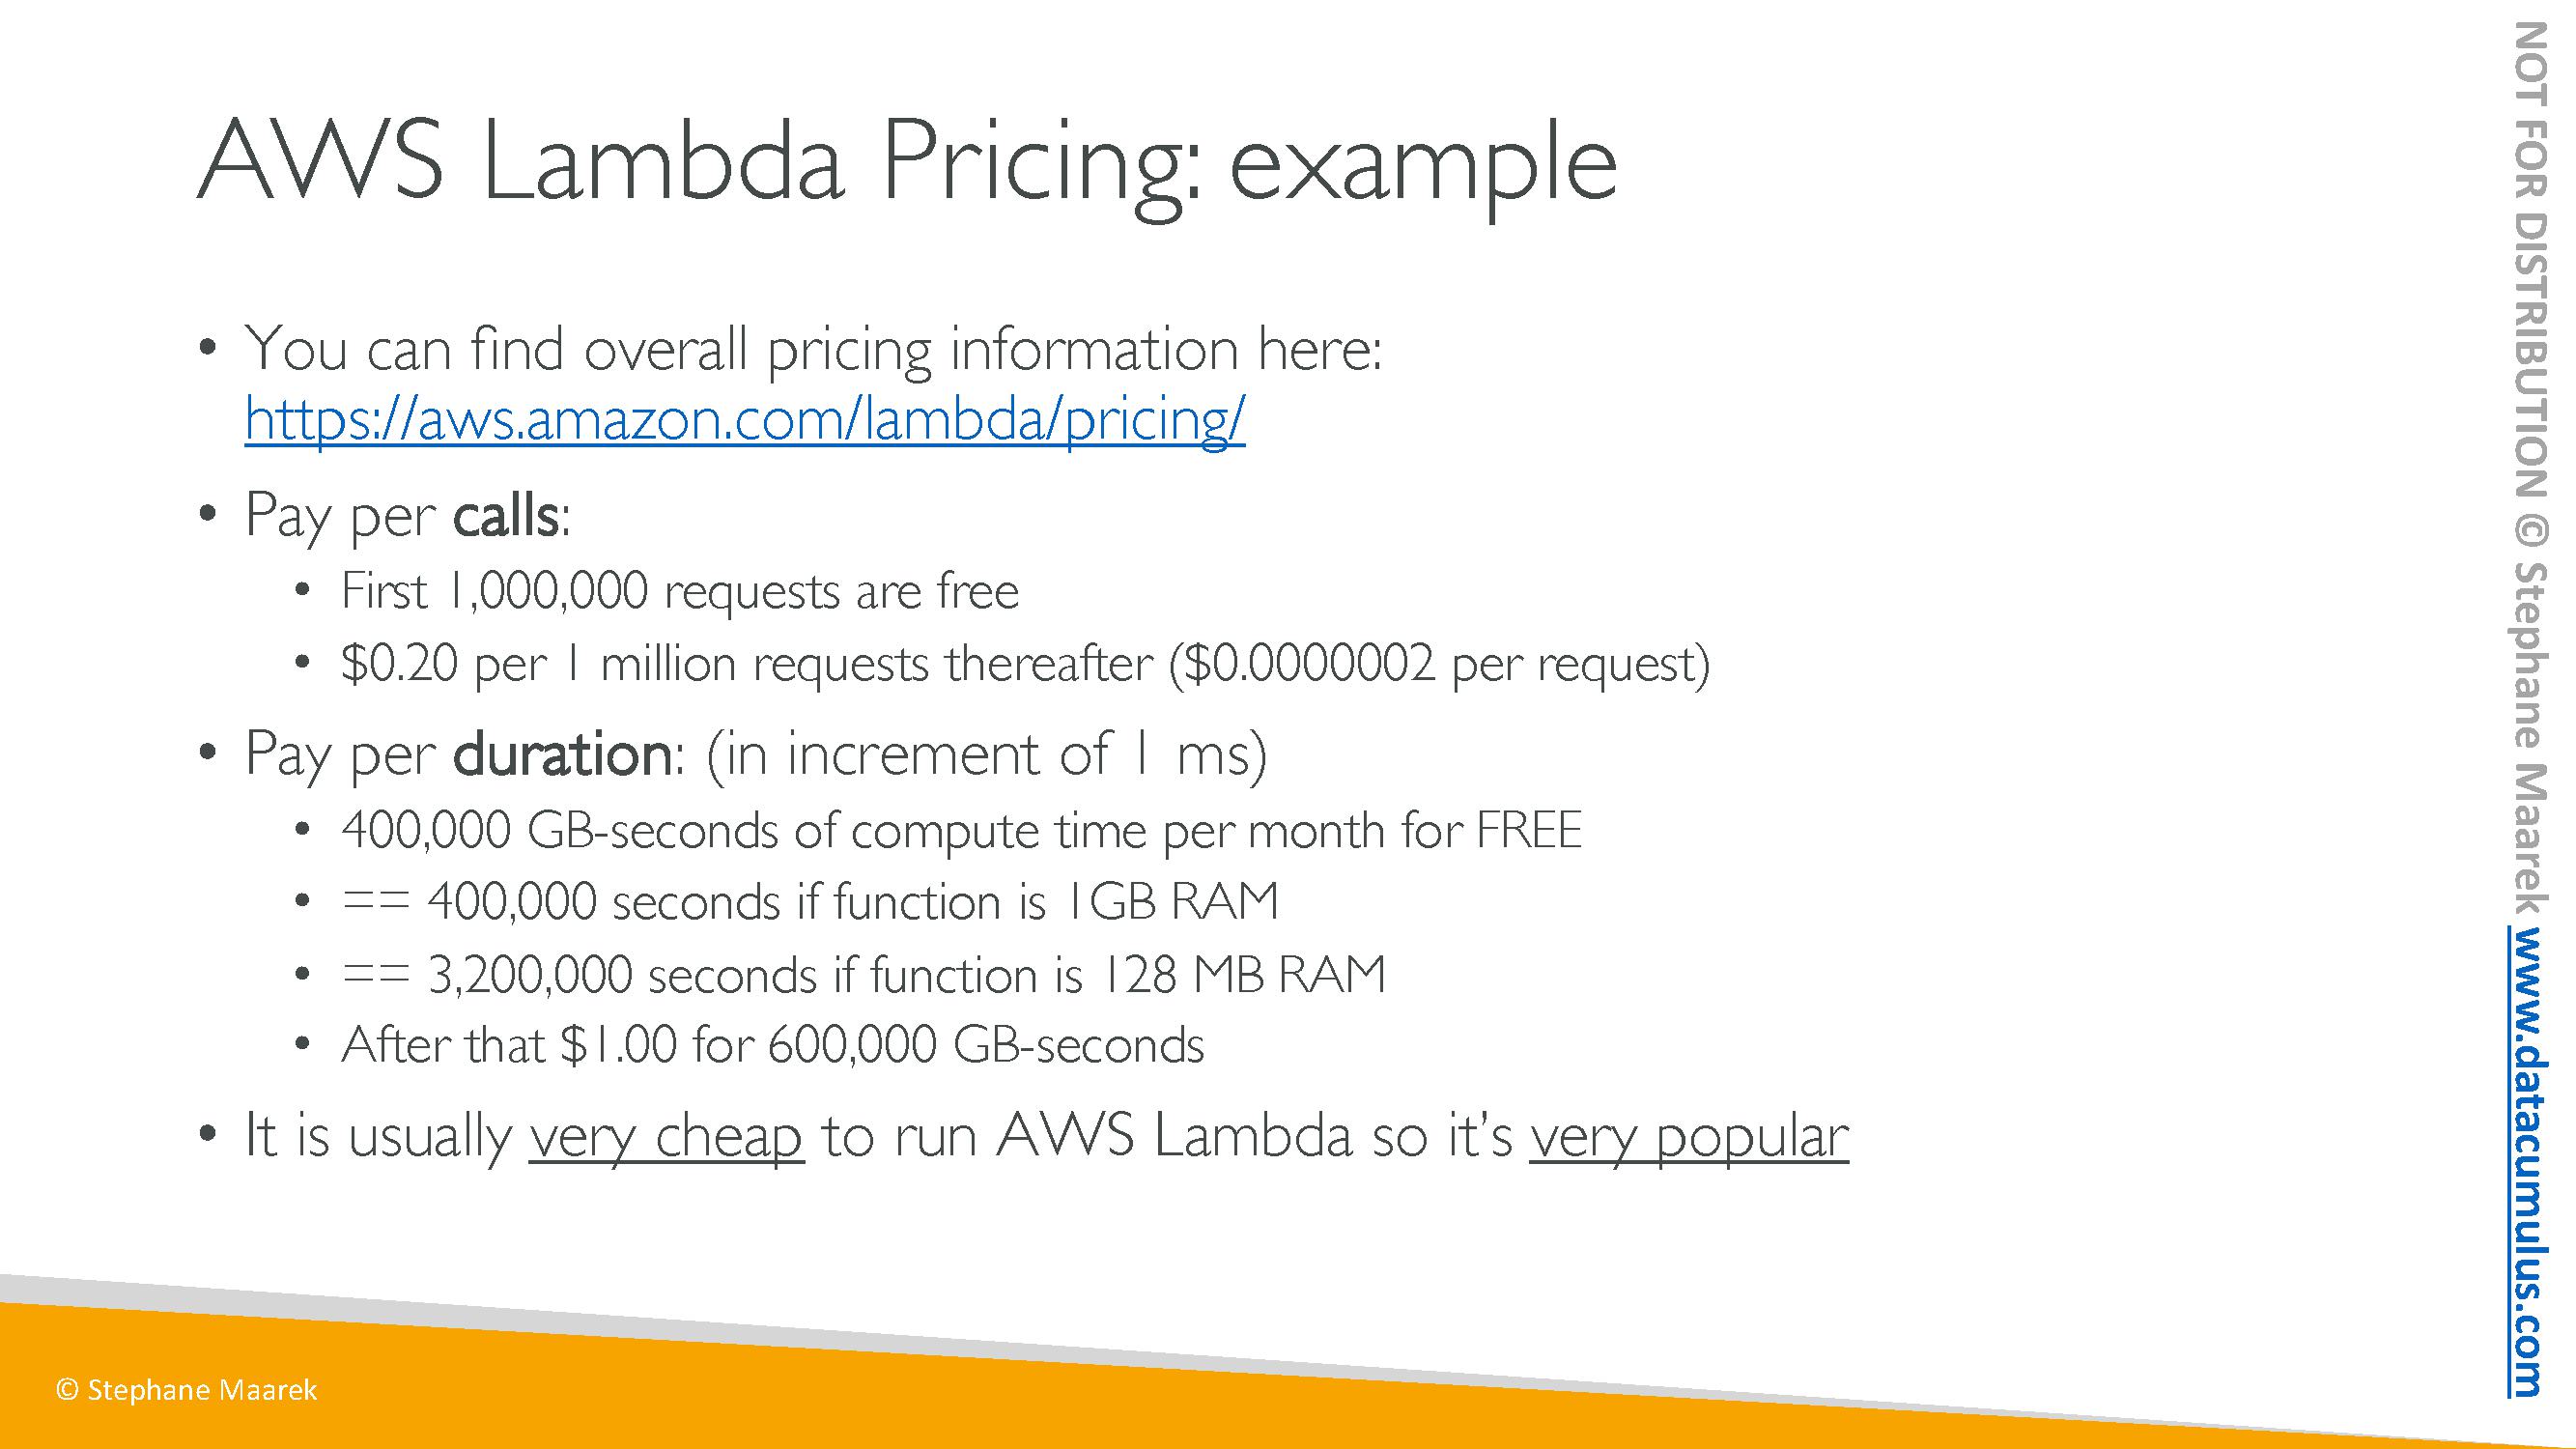 AWS Lambda Pricing: example
• You can find overall pricing information here:
https://aws.amazon.com/lambda/pricing/
• Pay per calls:
• First 1,000,000 requests are free
• $0.20 per 1 million requests thereafter ($0.0000002 per request)
• Pay per duration: (in increment of 1 ms)
• 400,000 GB-seconds of compute time per month for FREE
• == 400,000 seconds if function is 1GB RAM
• == 3,200,000 seconds if function is 128 MB RAM
• After that $1.00 for 600,000 GB-seconds
• It is usually very cheap to run AWS Lambda so it’s very popular
© Stephane Maarek
NOT FOR DISTRIBUTION © Stephane Maarek www.datacumulus.com